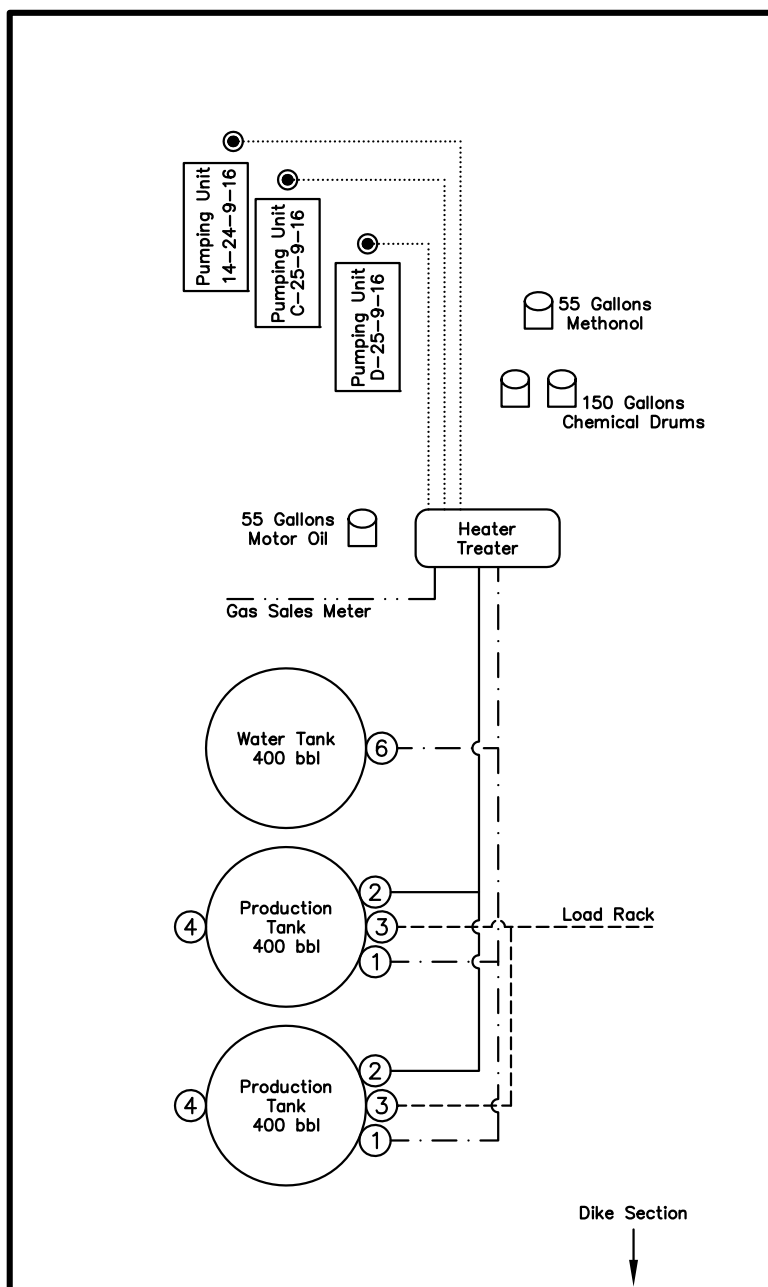 Pumping Unit
14-24-9-16
Pumping Unit
C-25-9-16
Pumping Unit
D-25-9-16
55 Gallons
Methonol
150 Gallons
Chemical Drums
55 Gallons
Motor Oil
Heater
Treater
Gas Sales Meter
Water Tank
400 bbl
6
Production
Tank
400 bbl
4
2
3
1
Load Rack
Production
Tank
400 bbl
4
2
3
1
Dike Section